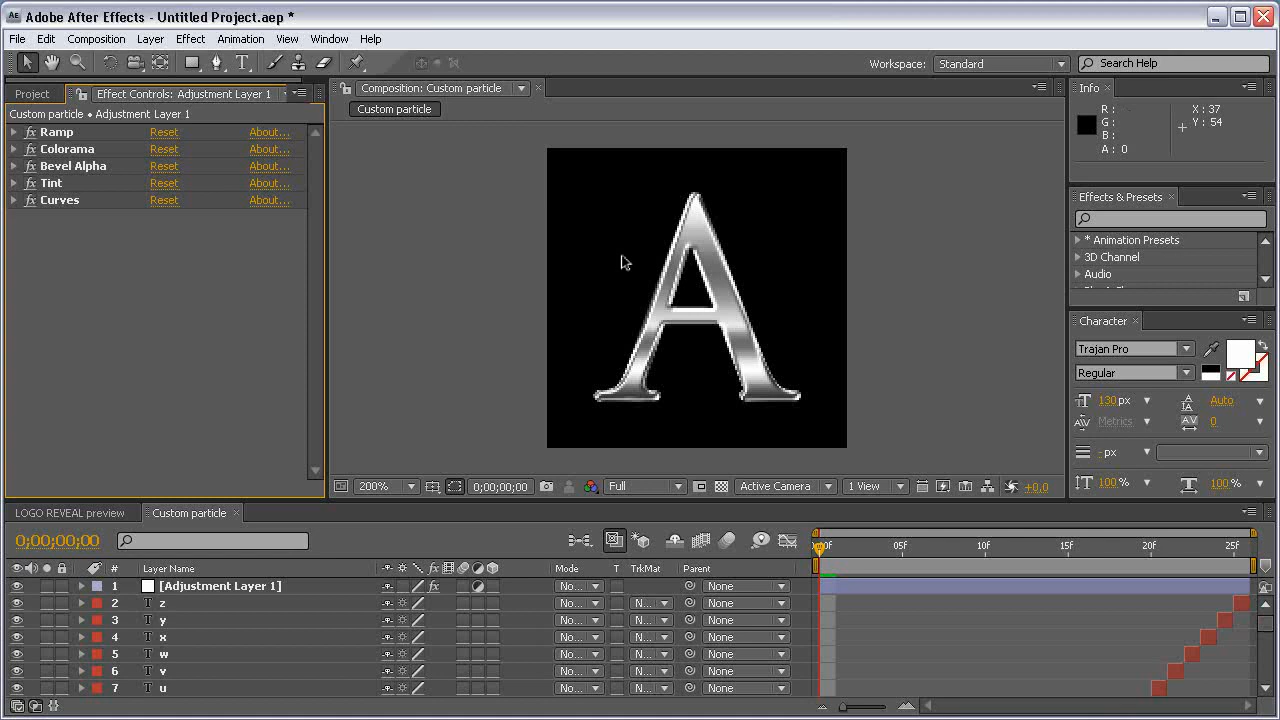 Adobe After Effects - Untitled Project.aep *
File Edit Composition Layer Effect Animation View Window Help
Workspace: Standard Search Help
Project Effect Controls: Adjustment Layer 1
Custom particle • Adjustment Layer 1
fx Ramp Reset About...
fx Colorama Reset About...
fx Bevel Alpha Reset About...
fx Tint Reset About...
fx Curves Reset About...
Composition: Custom particle
Custom particle
A
200% 0;00;00;00 Full Active Camera 1 View +0.0
Info
R :
G :
B :
A : 0
X : 37
Y : 54
Effects & Presets
* Animation Presets
3D Channel
Audio
Character
Trajan Pro
Regular
130 px Auto
Metrics 0
- px
100 % 100 %
LOGO REVEAL preview Custom particle
0;00;00;00
05f 10f 15f 20f 25f
# Layer Name Mode T TrkMat Parent
1 [Adjustment Layer 1] No... None
2 T z N... None
3 T y No... N... None
4 T x No... N... None
5 T w No... N... None
6 T v No... N... None
7 T u No... N... None